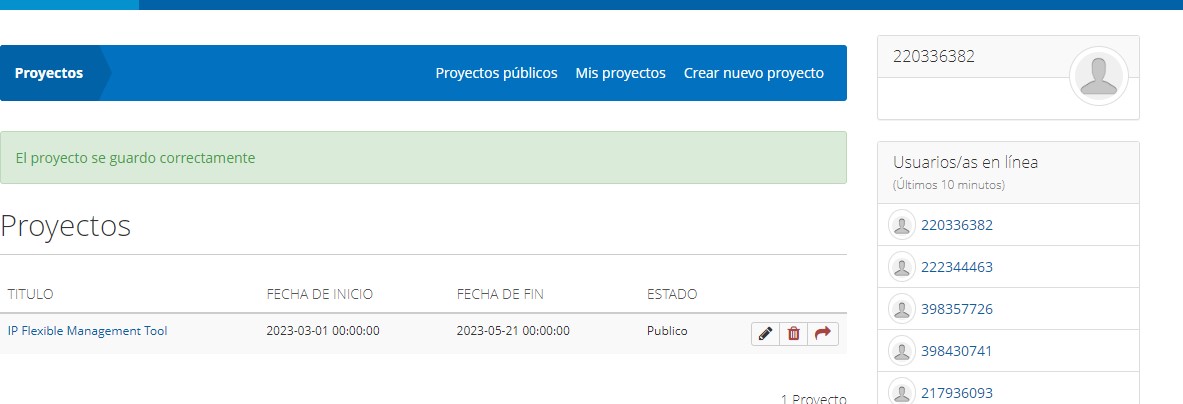 Proyectos
Proyectos públicos Mis proyectos Crear nuevo proyecto
El proyecto se guardo correctamente
Proyectos
TITULO FECHA DE INICIO FECHA DE FIN ESTADO
IP Flexible Management Tool 2023-03-01 00:00:00 2023-05-21 00:00:00 Publico
1 Proyecto
220336382
Usuarios/as en línea
(Últimos 10 minutos)
220336382
222344463
398357726
398430741
217936093